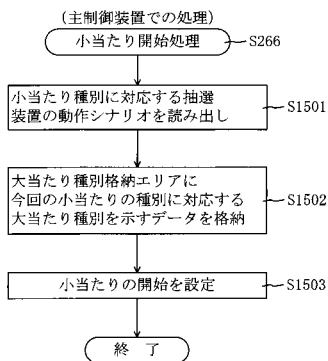 (主制御装置での処理)
小当たり開始処理
S266
小当たり種別に対応する抽選
装置の動作シナリオを読み出し
S1501
大当たり種別格納エリアに
今回の小当たりの種別に対応する
大当たり種別を示すデータを格納
S1502
小当たりの開始を設定
S1503
終 了